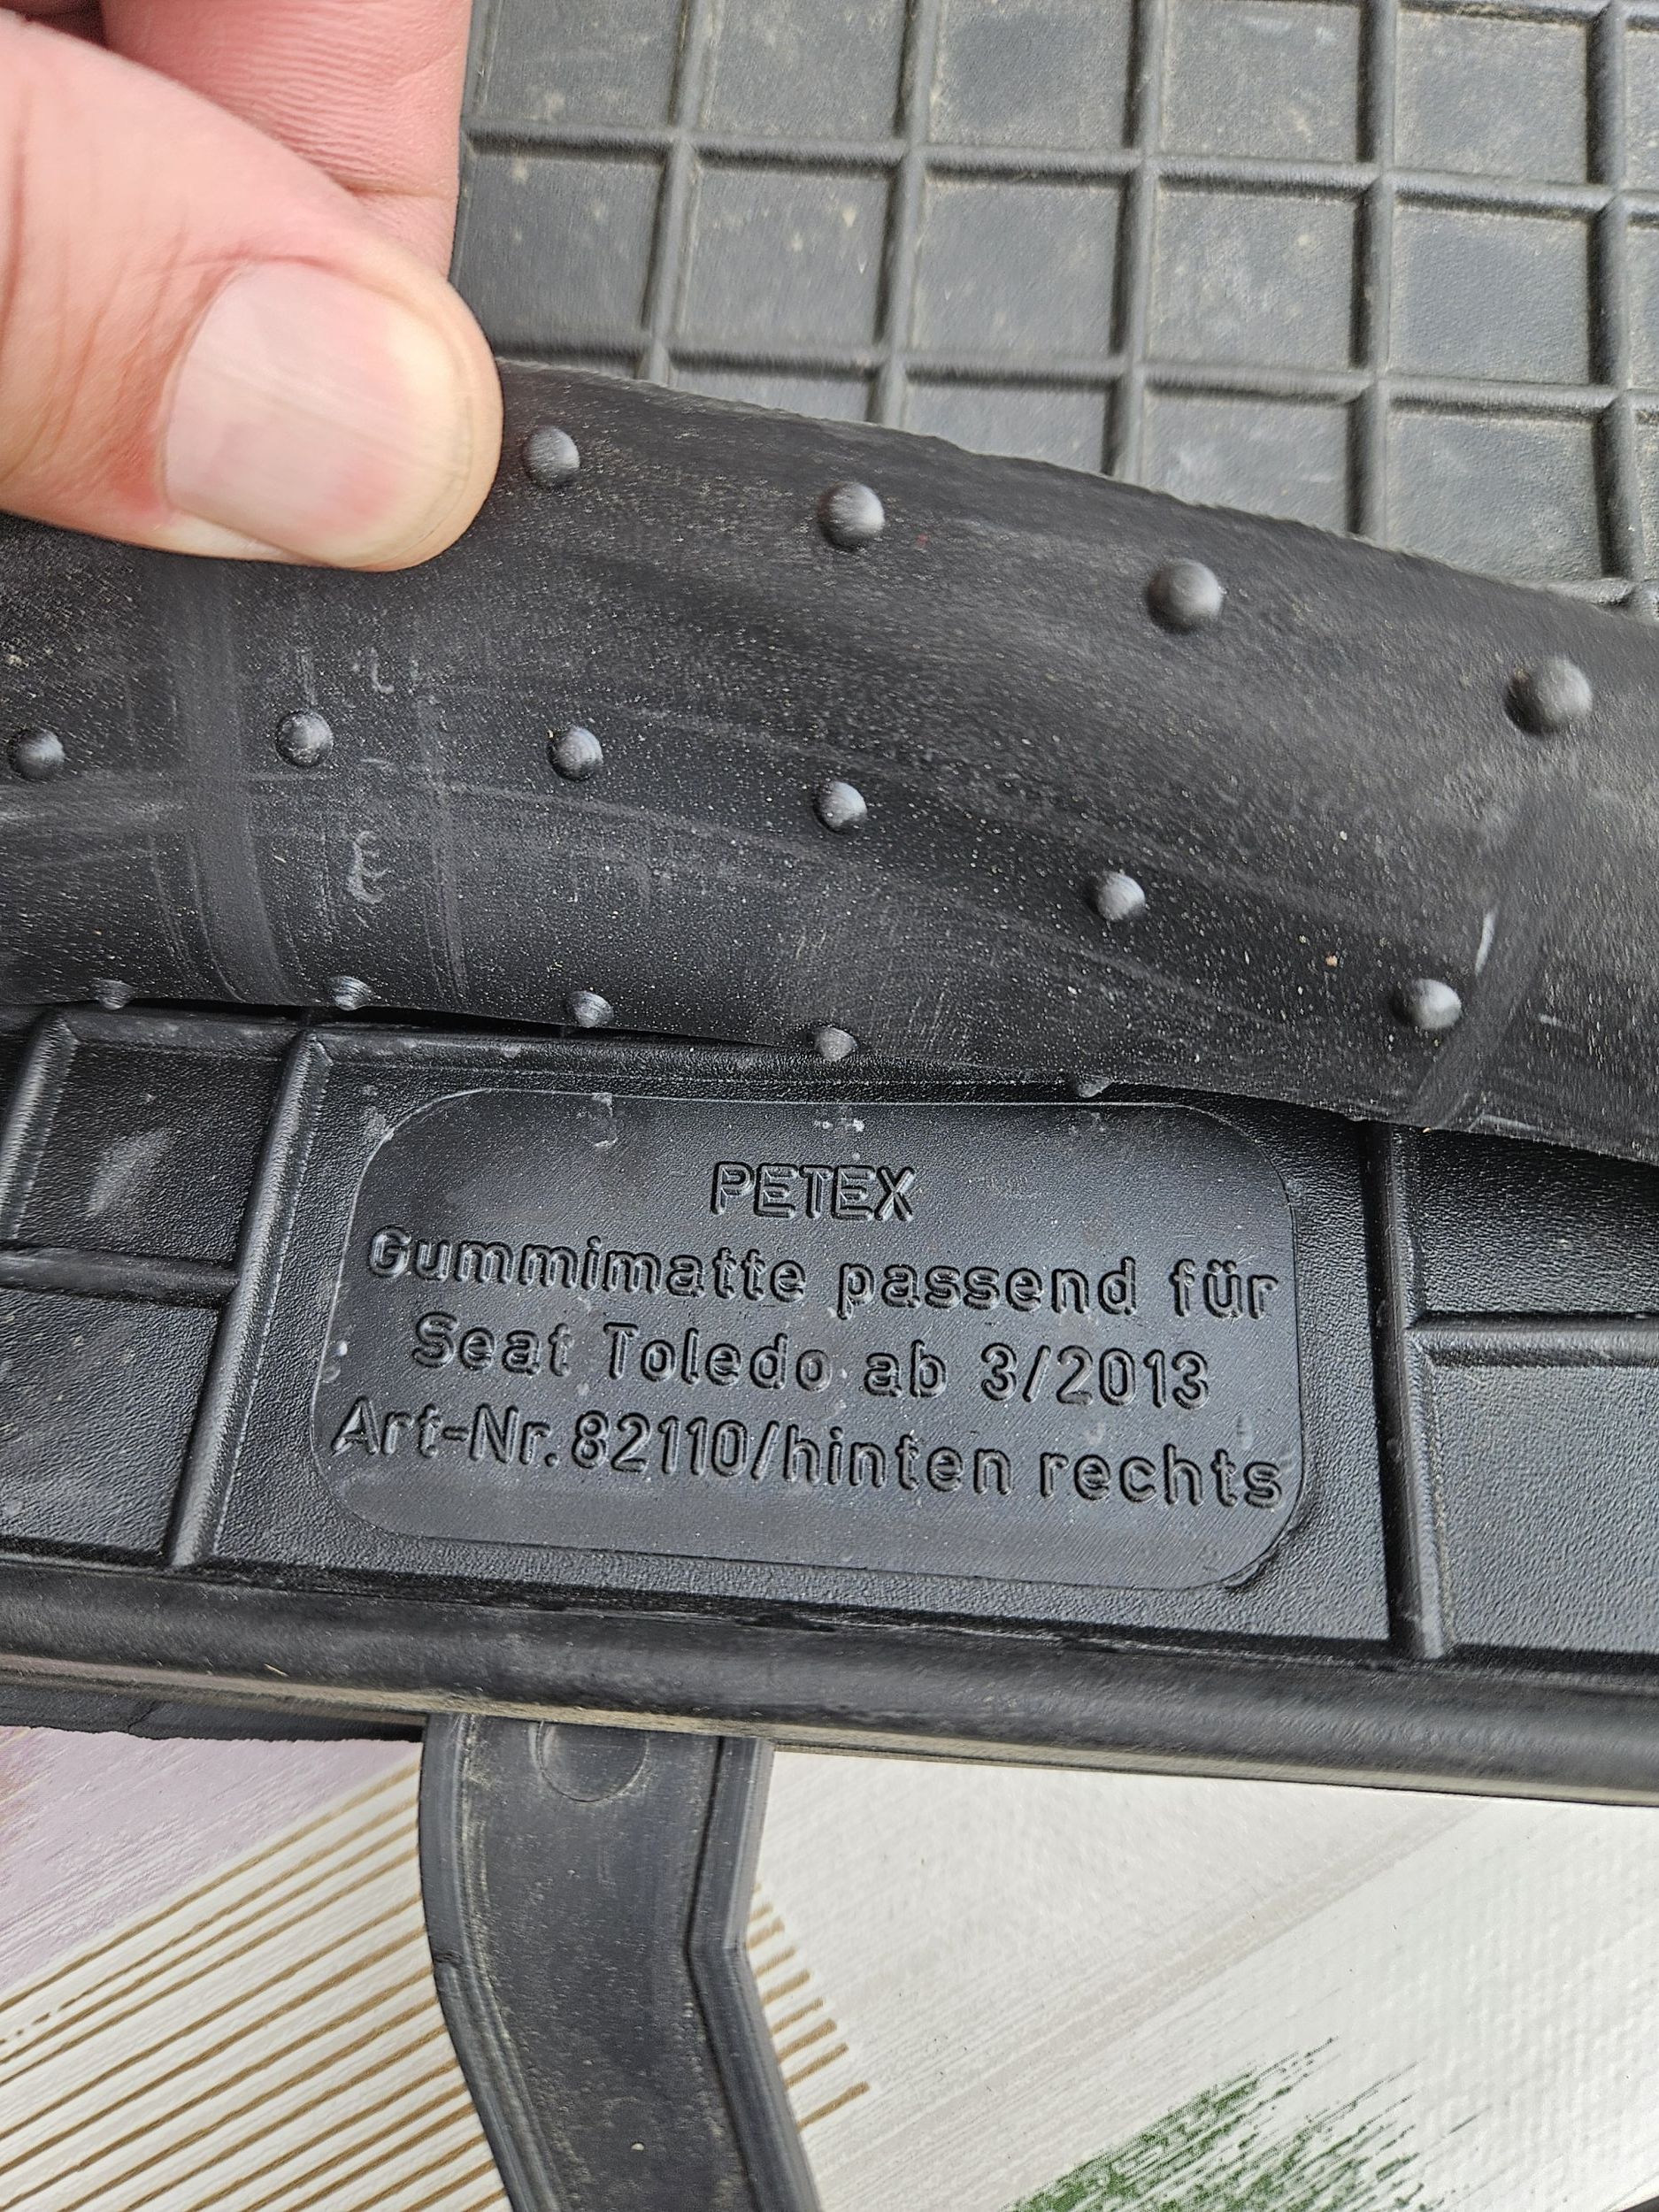 PETEX
Gummimatte passend für
Seat Toledo ab 3/2013
Art-Nr.82110/hinten rechts